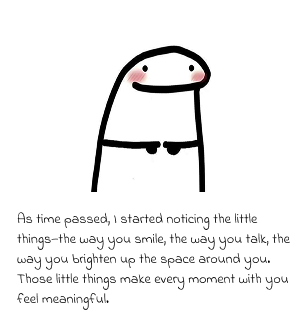 As time passed, I started noticing the little
things—the way you smile, the way you talk, the
way you brighten up the space around you.
Those little things make every moment with you
feel meaningful.